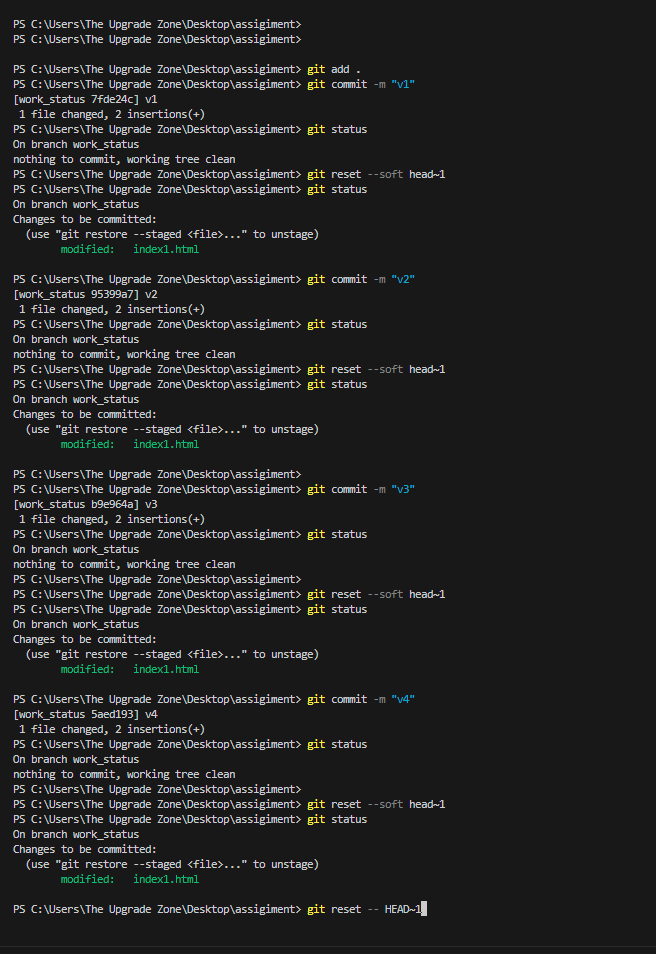 PS C:\Users\The Upgrade Zone\Desktop\assigiment>
PS C:\Users\The Upgrade Zone\Desktop\assigiment>
PS C:\Users\The Upgrade Zone\Desktop\assigiment> git add .
PS C:\Users\The Upgrade Zone\Desktop\assigiment> git commit -m "v1"
[work_status 7fde24c] v1
 1 file changed, 2 insertions(+)
PS C:\Users\The Upgrade Zone\Desktop\assigiment> git status
On branch work_status
nothing to commit, working tree clean
PS C:\Users\The Upgrade Zone\Desktop\assigiment> git reset --soft head~1
PS C:\Users\The Upgrade Zone\Desktop\assigiment> git status
On branch work_status
Changes to be committed:
  (use "git restore --staged <file>..." to unstage)
        modified:   index1.html
PS C:\Users\The Upgrade Zone\Desktop\assigiment> git commit -m "v2"
[work_status 95399a7] v2
 1 file changed, 2 insertions(+)
PS C:\Users\The Upgrade Zone\Desktop\assigiment> git status
On branch work_status
nothing to commit, working tree clean
PS C:\Users\The Upgrade Zone\Desktop\assigiment> git reset --soft head~1
PS C:\Users\The Upgrade Zone\Desktop\assigiment> git status
On branch work_status
Changes to be committed:
  (use "git restore --staged <file>..." to unstage)
        modified:   index1.html
PS C:\Users\The Upgrade Zone\Desktop\assigiment>
PS C:\Users\The Upgrade Zone\Desktop\assigiment> git commit -m "v3"
[work_status b9e964a] v3
 1 file changed, 2 insertions(+)
PS C:\Users\The Upgrade Zone\Desktop\assigiment> git status
On branch work_status
nothing to commit, working tree clean
PS C:\Users\The Upgrade Zone\Desktop\assigiment>
PS C:\Users\The Upgrade Zone\Desktop\assigiment> git reset --soft head~1
PS C:\Users\The Upgrade Zone\Desktop\assigiment> git status
On branch work_status
Changes to be committed:
  (use "git restore --staged <file>..." to unstage)
        modified:   index1.html
PS C:\Users\The Upgrade Zone\Desktop\assigiment> git commit -m "v4"
[work_status 5aed193] v4
 1 file changed, 2 insertions(+)
PS C:\Users\The Upgrade Zone\Desktop\assigiment> git status
On branch work_status
nothing to commit, working tree clean
PS C:\Users\The Upgrade Zone\Desktop\assigiment>
PS C:\Users\The Upgrade Zone\Desktop\assigiment> git reset --soft head~1
PS C:\Users\The Upgrade Zone\Desktop\assigiment> git status
On branch work_status
Changes to be committed:
  (use "git restore --staged <file>..." to unstage)
        modified:   index1.html
PS C:\Users\The Upgrade Zone\Desktop\assigiment> git reset -- HEAD~1